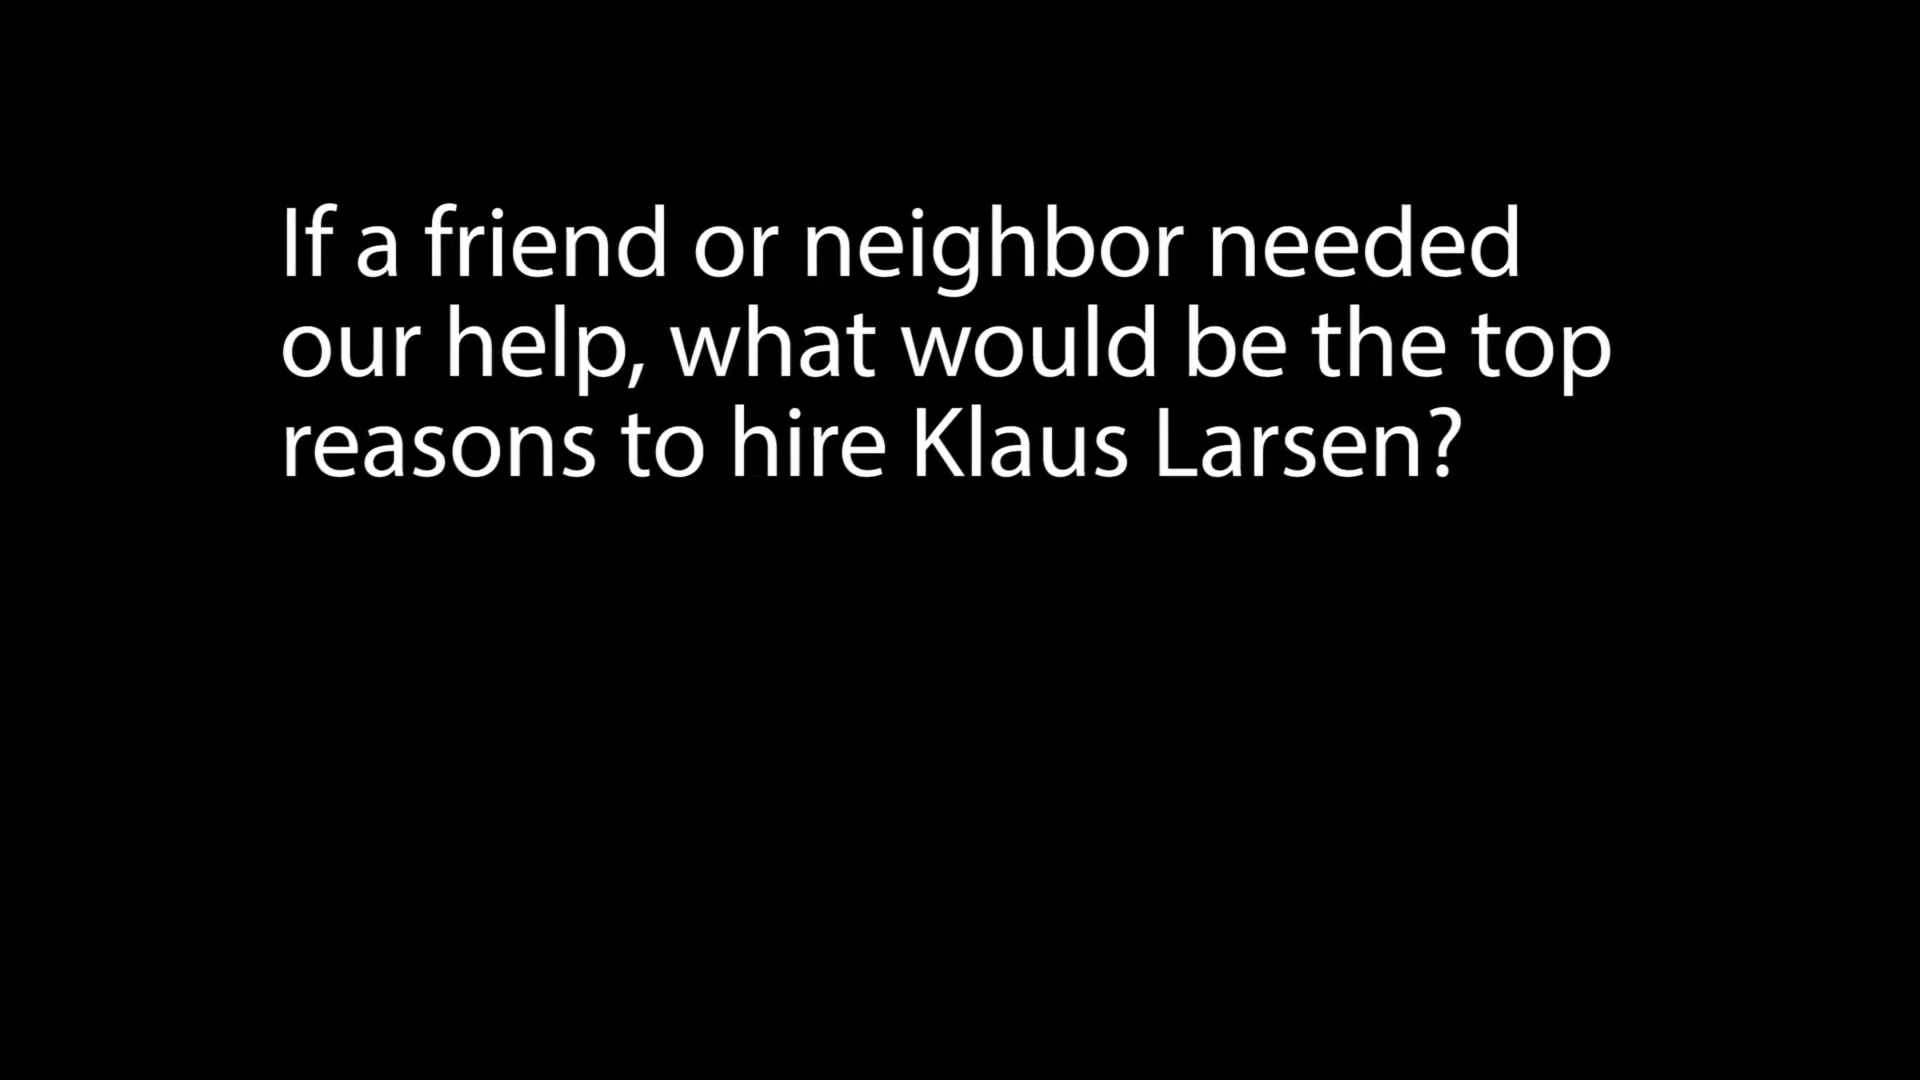 If a friend or neighbor needed
our help, what would be the top
reasons to hire Klaus Larsen?